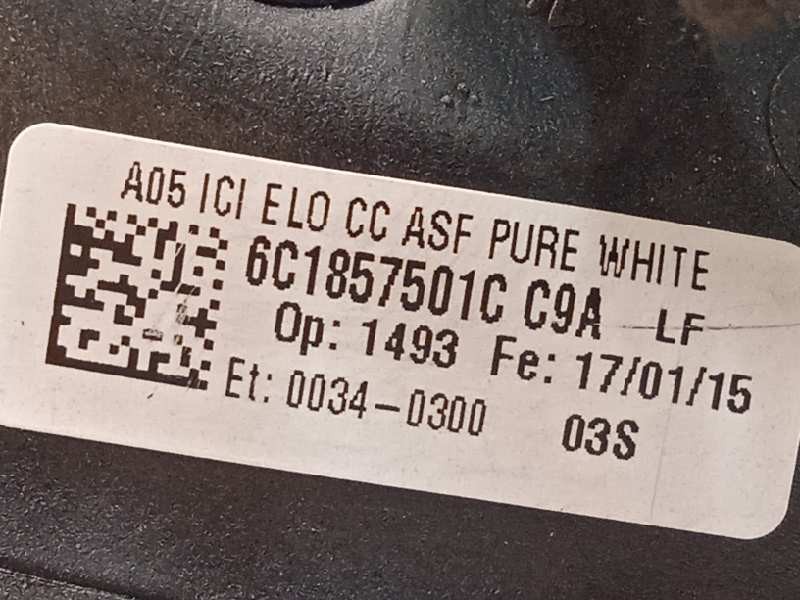 A05 ICI ELO CC ASF PURE WHITE
6C1857501C C9A LF
Op: 1493 Fe: 17/01/15
Et: 0034-0300 03S